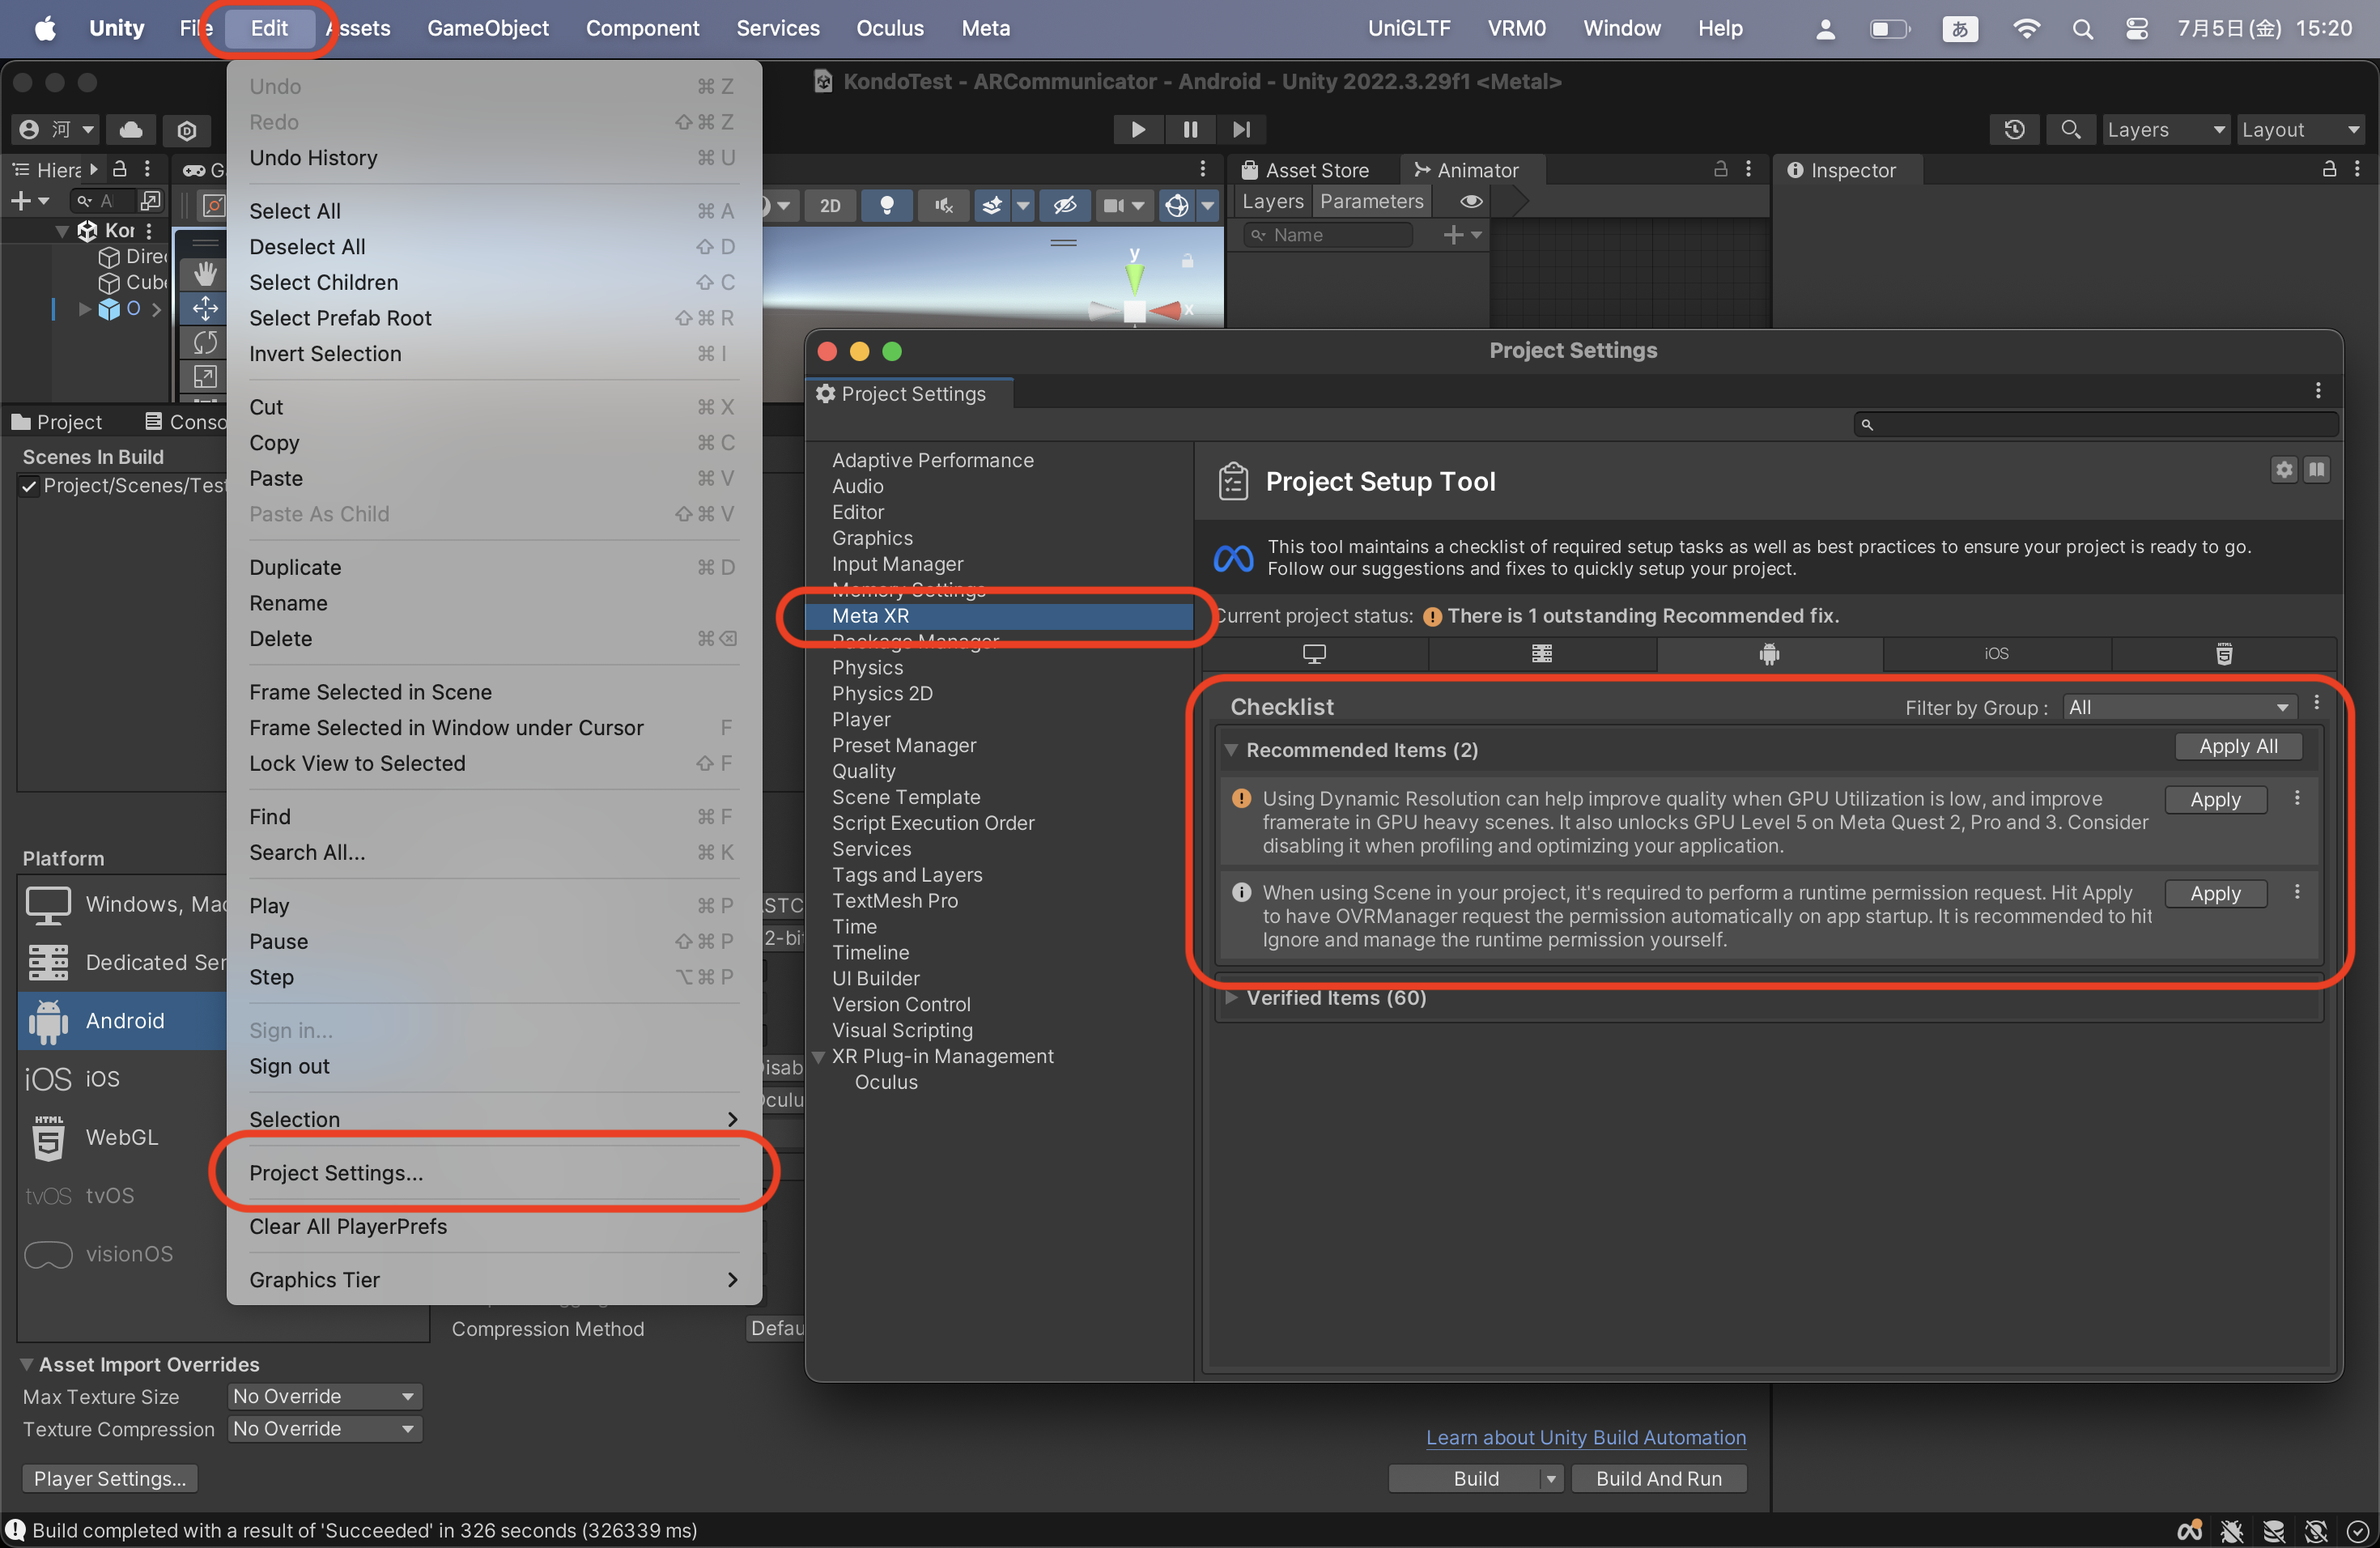 Unity File Edit Assets GameObject Component Services Oculus Meta UniGLTF VRM0 Window Help あ 7月5日(金) 15:20
KondoTest - ARCommunicator - Android - Unity 2022.3.29f1 <Metal>
河 Layers Layout
Hiera
Asset Store Animator Inspector
2D
Layers Parameters
Name
Kor
Direc
Cube
O
y
x
Project Conso
Scenes In Build
Project/Scenes/Test
Platform
Windows, Mac
Dedicated Ser
Android
iOS iOS
HTML
5 WebGL
tvOS tvOS
visionOS
Compression Method Defau
Asset Import Overrides
Max Texture Size No Override
Texture Compression No Override
Player Settings...
Learn about Unity Build Automation
Build Build And Run
Build completed with a result of 'Succeeded' in 326 seconds (326339 ms)
Undo ⌘ Z
Redo ⇧ ⌘ Z
Undo History ⌘ U
Select All ⌘ A
Deselect All ⇧ D
Select Children ⇧ C
Select Prefab Root ⇧ ⌘ R
Invert Selection ⌘ I
Cut ⌘ X
Copy ⌘ C
Paste ⌘ V
Paste As Child ⇧ ⌘ V
Duplicate ⌘ D
Rename
Delete ⌘ ⌫
Frame Selected in Scene
Frame Selected in Window under Cursor F
Lock View to Selected ⇧ F
Find ⌘ F
Search All... ⌘ K
Play ⌘ P
Pause ⇧ ⌘ P
Step ⌥ ⌘ P
Sign in...
Sign out
Selection
Project Settings...
Clear All PlayerPrefs
Graphics Tier
Project Settings
Project Settings
Adaptive Performance
Audio
Editor
Graphics
Input Manager
Memory Settings
Meta XR
Package Manager
Physics
Physics 2D
Player
Preset Manager
Quality
Scene Template
Script Execution Order
Services
Tags and Layers
TextMesh Pro
Time
Timeline
UI Builder
Version Control
Visual Scripting
XR Plug-in Management
Oculus
Project Setup Tool
This tool maintains a checklist of required setup tasks as well as best practices to ensure your project is ready to go.
Follow our suggestions and fixes to quickly setup your project.
Current project status: There is 1 outstanding Recommended fix.
iOS
Checklist Filter by Group : All
Recommended Items (2) Apply All
Using Dynamic Resolution can help improve quality when GPU Utilization is low, and improve Apply
framerate in GPU heavy scenes. It also unlocks GPU Level 5 on Meta Quest 2, Pro and 3. Consider
disabling it when profiling and optimizing your application.
When using Scene in your project, it's required to perform a runtime permission request. Hit Apply Apply
to have OVRManager request the permission automatically on app startup. It is recommended to hit
Ignore and manage the runtime permission yourself.
Verified Items (60)